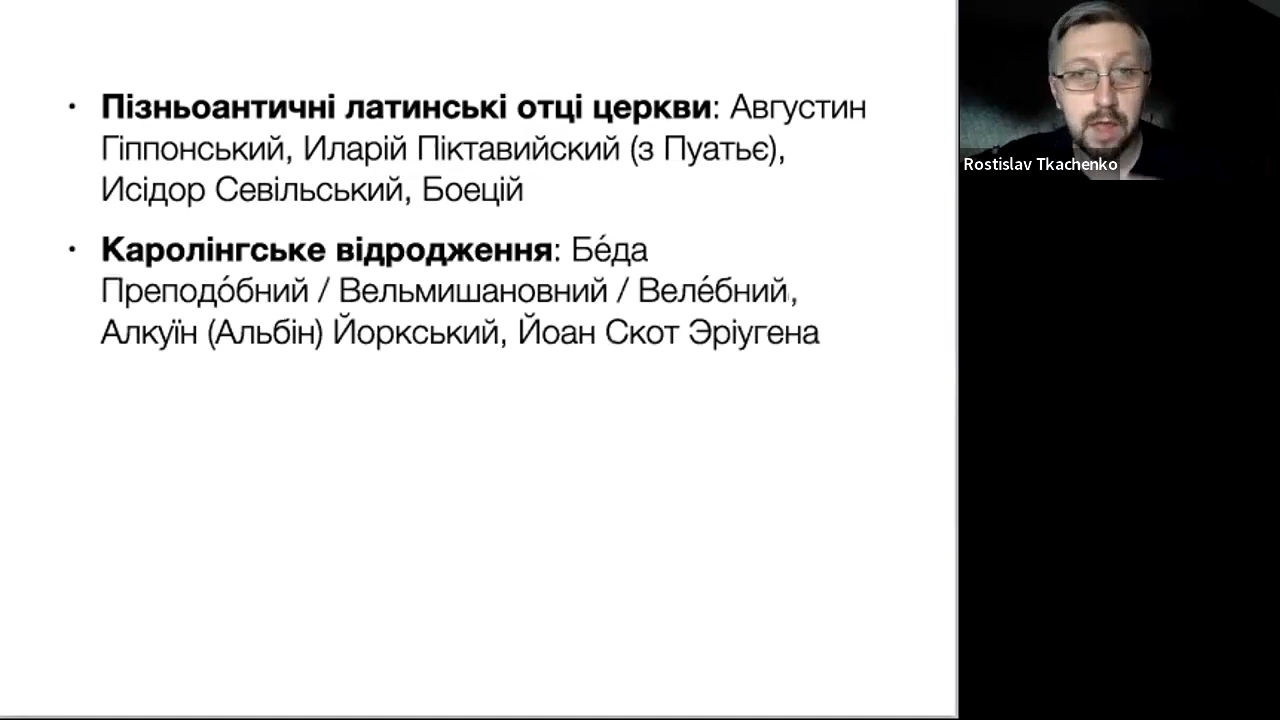 • Пізньоантичні латинські отці церкви: Августин
Гіппонський, Иларій Піктавийский (з Пуатьє),
Исідор Севільський, Боецій
• Каролінгське відродження: Бе́да
Преподо́бний / Вельмишановний / Веле́бний,
Алкуїн (Альбін) Йоркський, Йоан Скот Эріугена
Rostislav Tkachenko